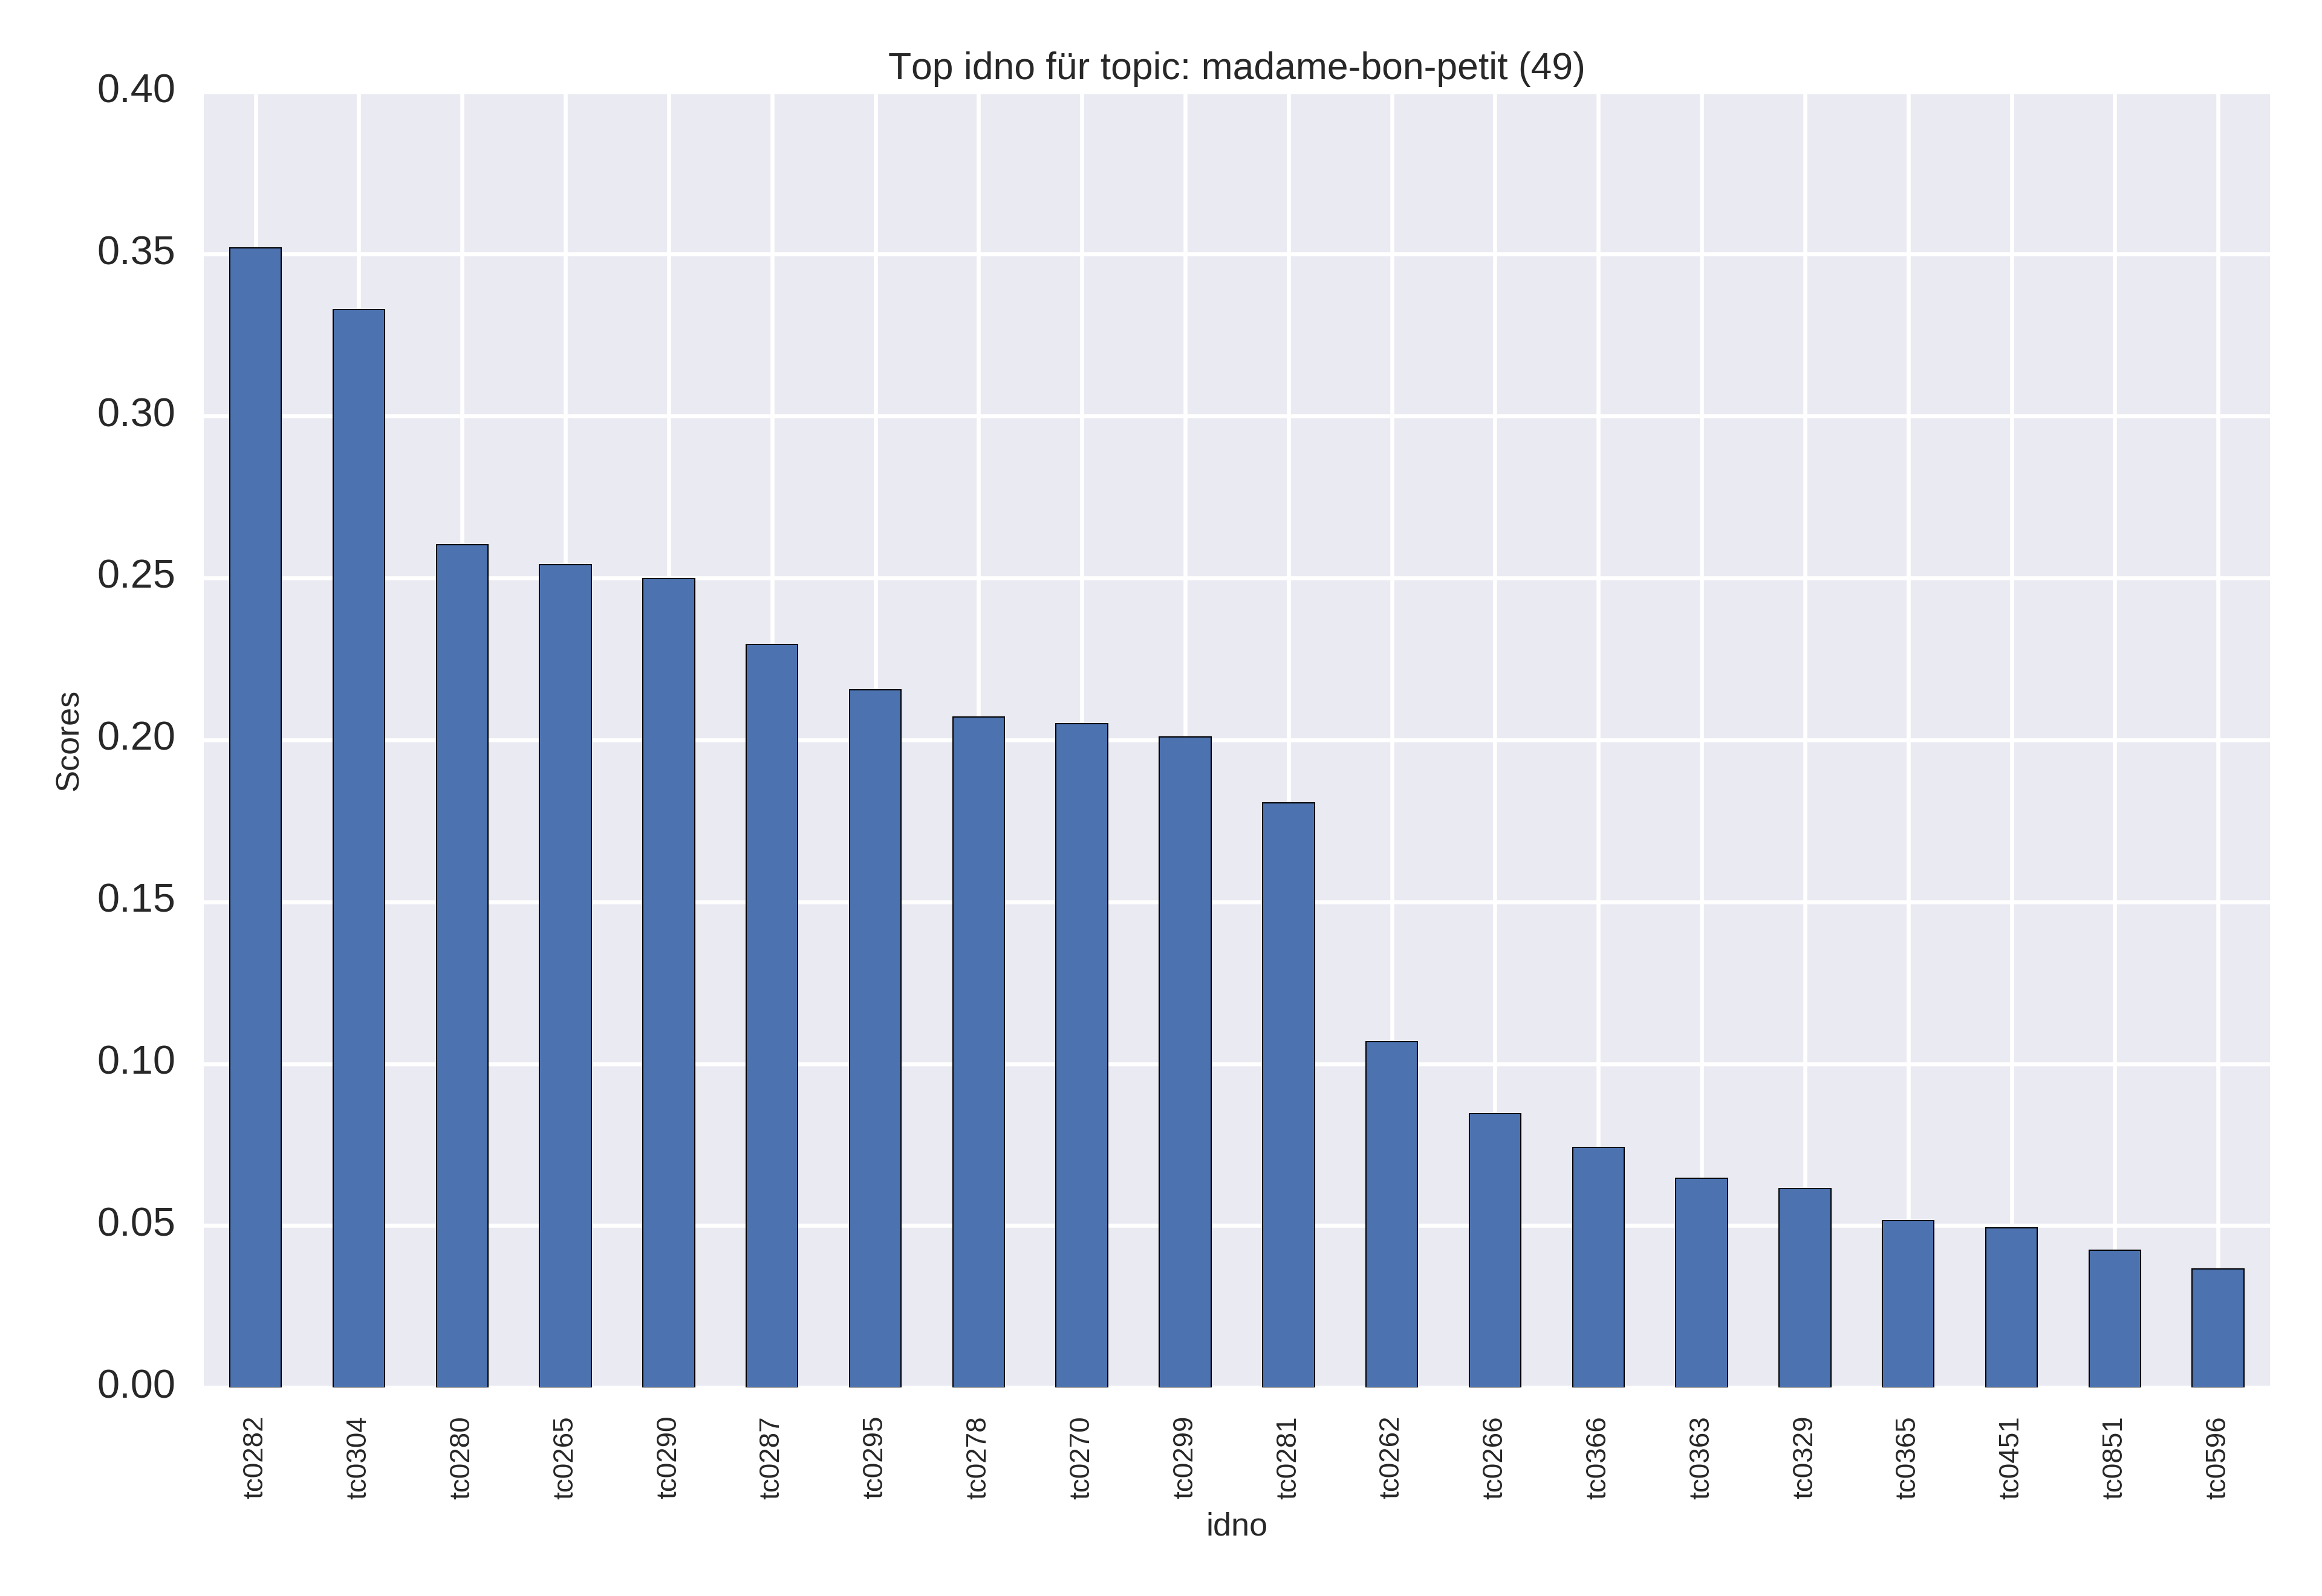 Top idno für topic: madame-bon-petit (49)
0.40
0.35
0.30
0.25
0.20
0.15
0.10
0.05
0.00
Scores
tc0282
tc0304
tc0280
tc0265
tc0290
tc0287
tc0295
tc0278
tc0270
tc0299
tc0281
tc0262
tc0266
tc0366
tc0363
tc0329
tc0365
tc0451
tc0851
tc0596
idno